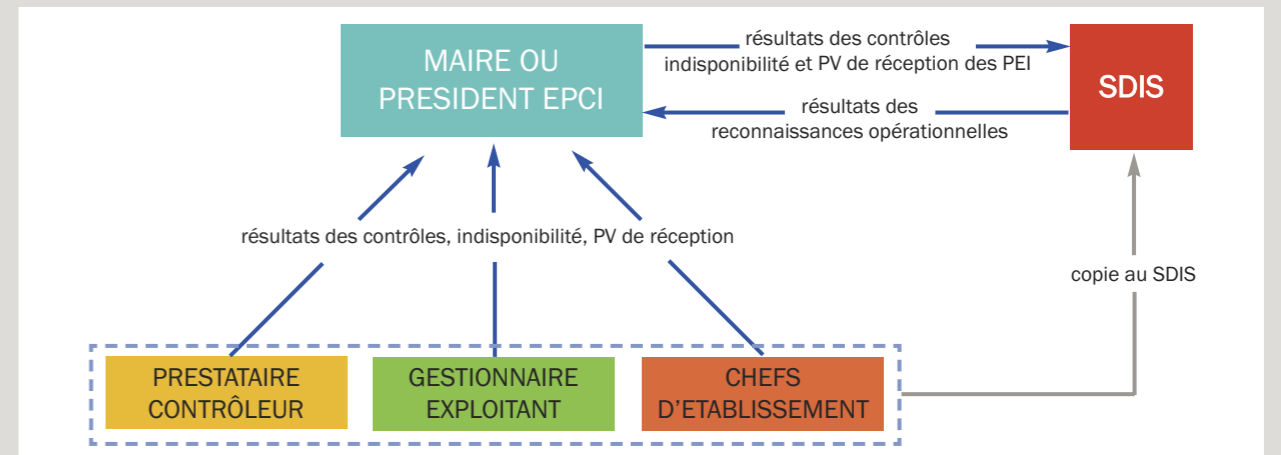 MAIRE OU
PRESIDENT EPCI
résultats des contrôles
indisponibilité et PV de réception des PEI
SDIS
résultats des
reconnaissances opérationnelles
résultats des contrôles, indisponibilité, PV de réception
copie au SDIS
PRESTATAIRE
CONTRÔLEUR
GESTIONNAIRE
EXPLOITANT
CHEFS
D'ETABLISSEMENT